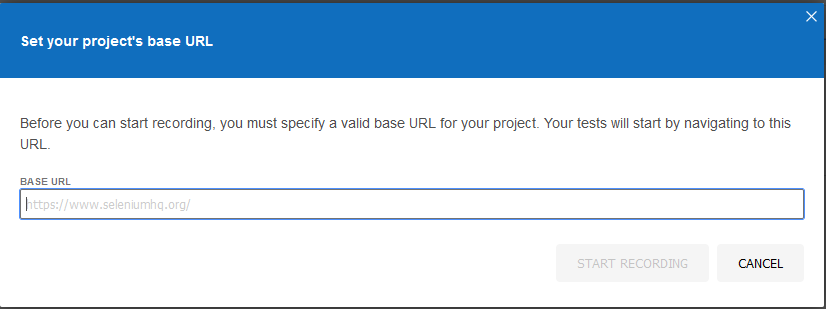 Set your project's base URL
Before you can start recording, you must specify a valid base URL for your project. Your tests will start by navigating to this
URL.
BASE URL
https://www.seleniumhq.org/
START RECORDING
CANCEL